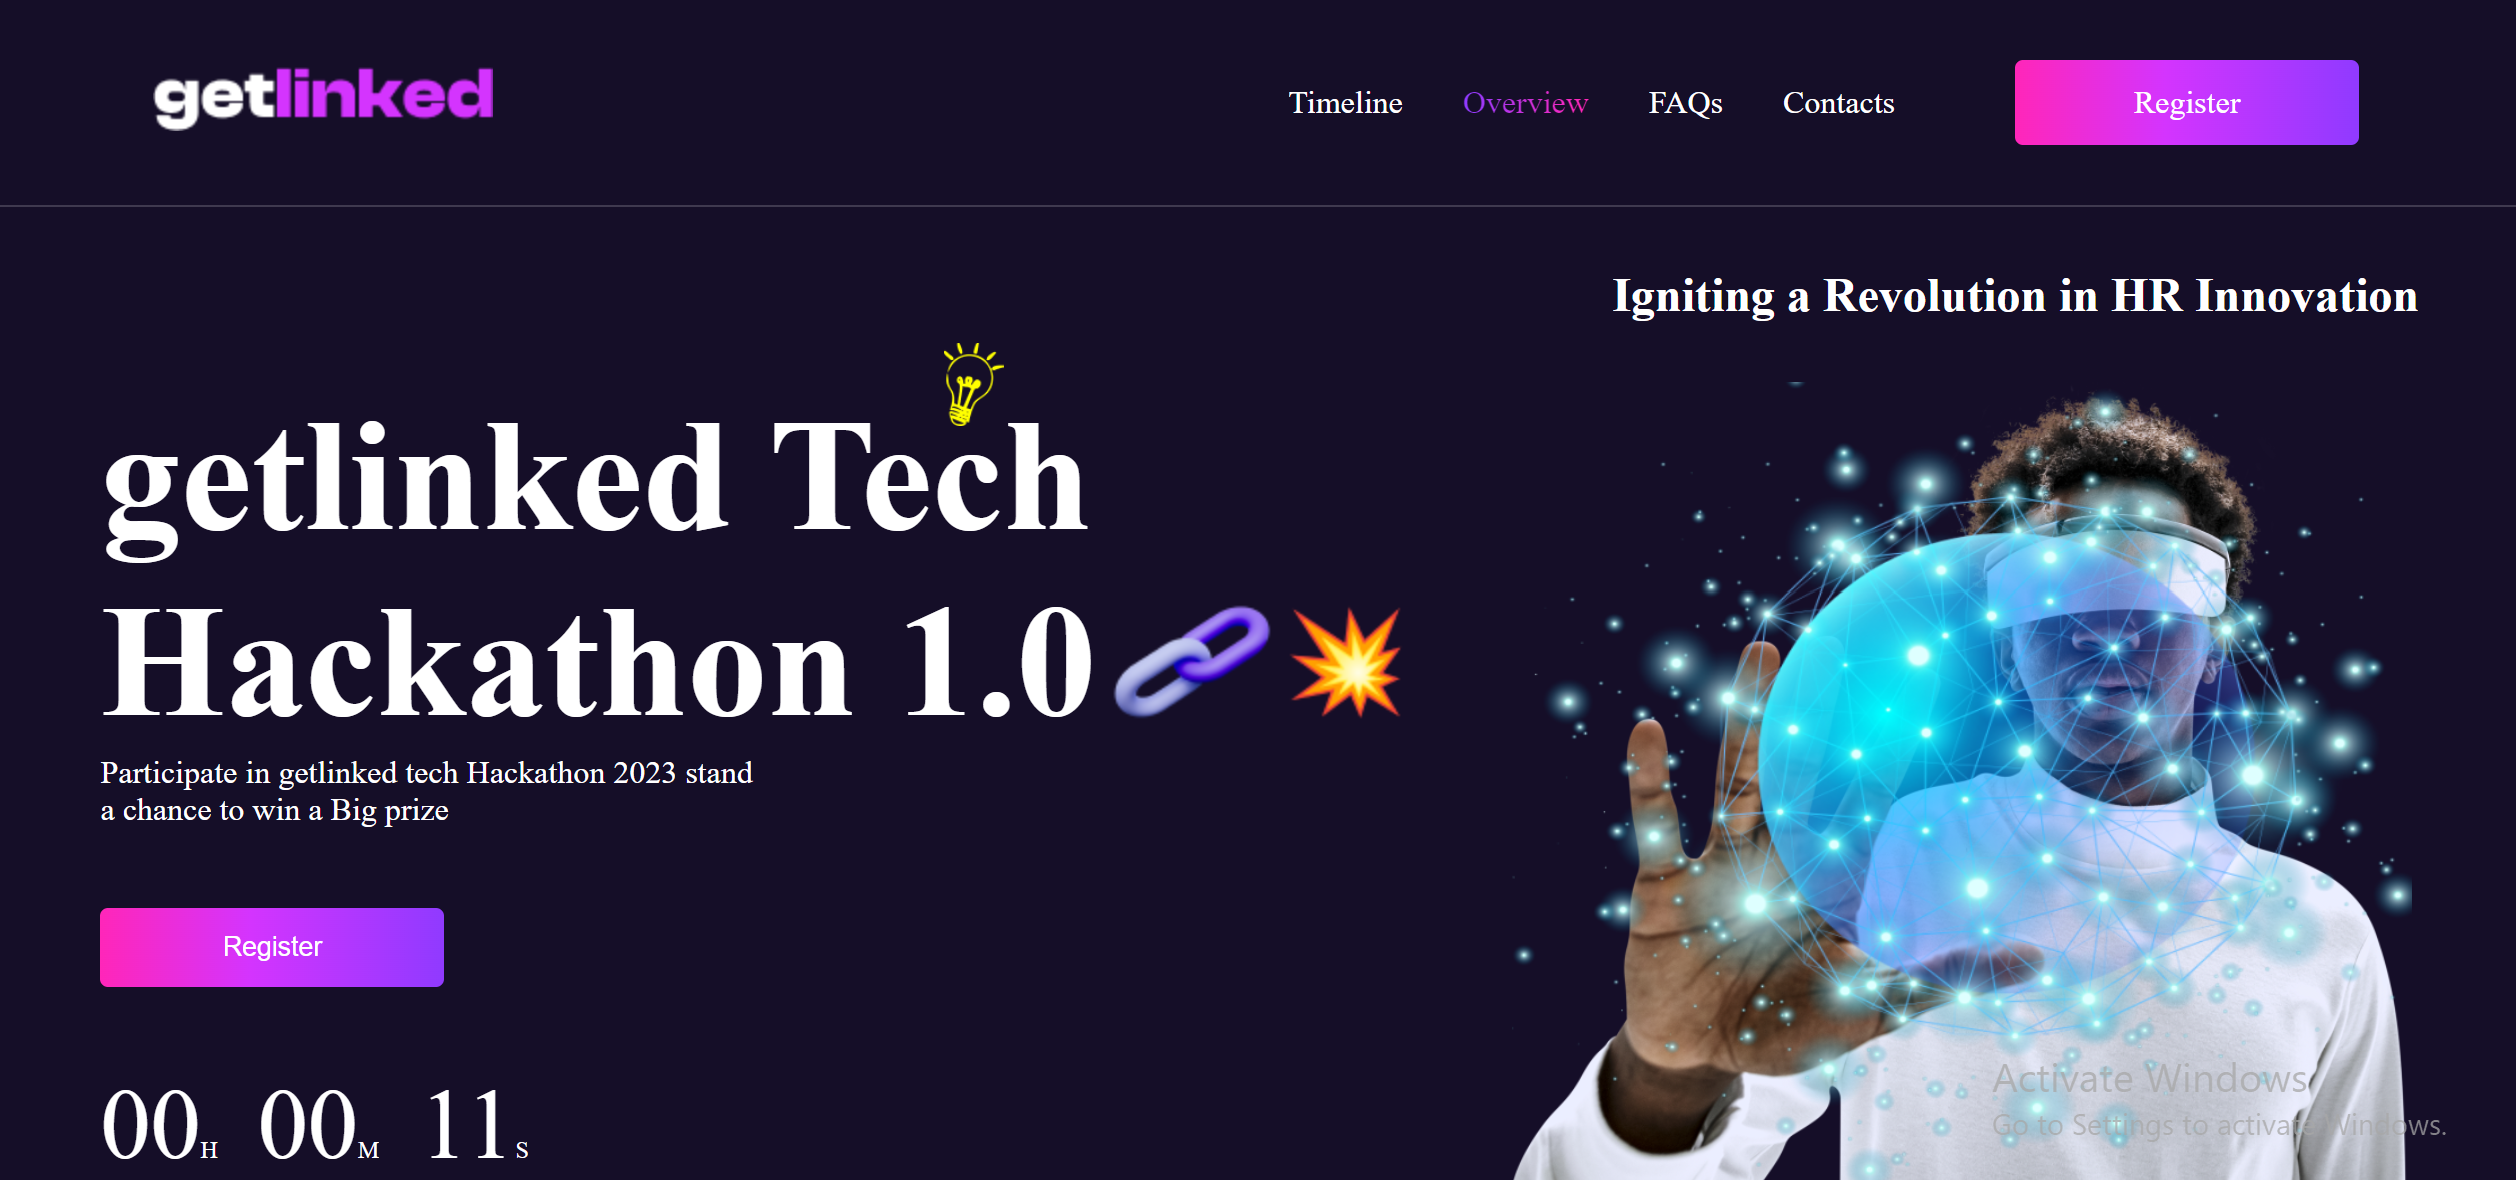 getlinked
Timeline Overview FAQs Contacts Register
Igniting a Revolution in HR Innovation
getlinked Tech
Hackathon 1.0
Participate in getlinked tech Hackathon 2023 stand
a chance to win a Big prize
Register
00H 00M 11S
Activate Windows
Go to Settings to activate Windows.